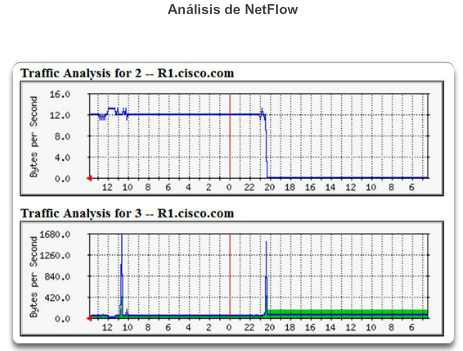 Análisis de NetFlow
Traffic Analysis for 2 -- R1.cisco.com
Bytes per Second
16.0
12.0
8.0
4.0
0.0
12 10 8 6 4 2 0 22 20 18 16 14 12 10 8 6
Traffic Analysis for 3 -- R1.cisco.com
Bytes per Second
1680.0
1260.0
840.0
420.0
0.0
12 10 8 6 4 2 0 22 20 18 16 14 12 10 8 6